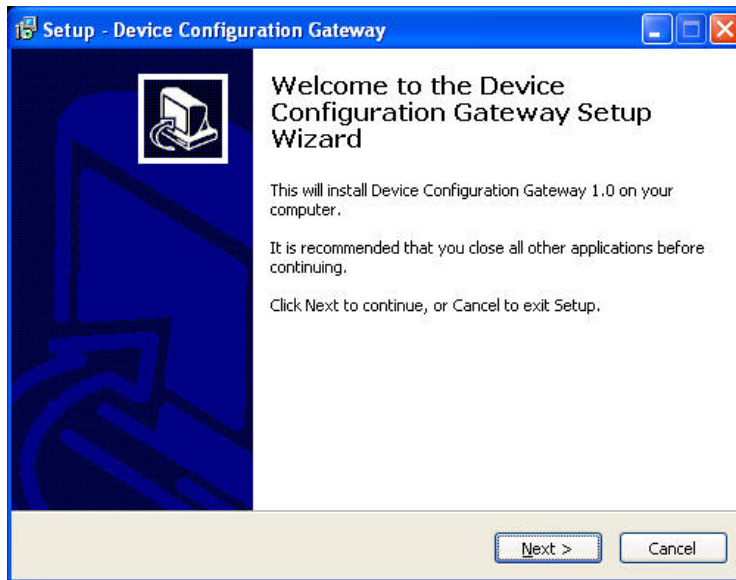 Setup - Device Configuration Gateway
Welcome to the Device
Configuration Gateway Setup
Wizard
This will install Device Configuration Gateway 1.0 on your
computer.
It is recommended that you close all other applications before
continuing.
Click Next to continue, or Cancel to exit Setup.
Next >
Cancel